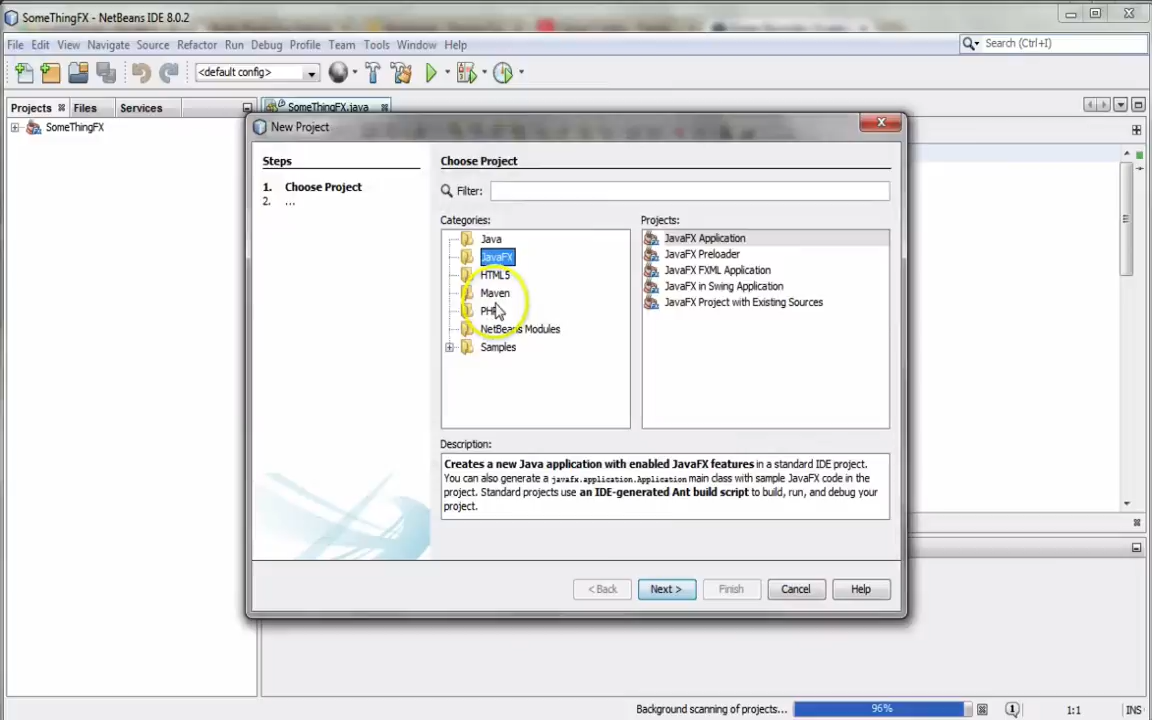 SomeThingFX - NetBeans IDE 8.0.2
File Edit View Navigate Source Refactor Run Debug Profile Team Tools Window Help
Search (Ctrl+I)
<default config>
Projects Files Services
SomeThingFX.java
SomeThingFX
New Project
Steps
1. Choose Project
2. ...
Choose Project
Filter:
Categories:
Java
JavaFX
HTML5
Maven
PHP
NetBeans Modules
Samples
Projects:
JavaFX Application
JavaFX Preloader
JavaFX FXML Application
JavaFX in Swing Application
JavaFX Project with Existing Sources
Description:
Creates a new Java application with enabled JavaFX features in a standard IDE project.
You can also generate a javafx.application.Application main class with sample JavaFX code in the
project. Standard projects use an IDE-generated Ant build script to build, run, and debug your
project.
< Back Next > Finish Cancel Help
Background scanning of projects... 96% 1 1:1 INS